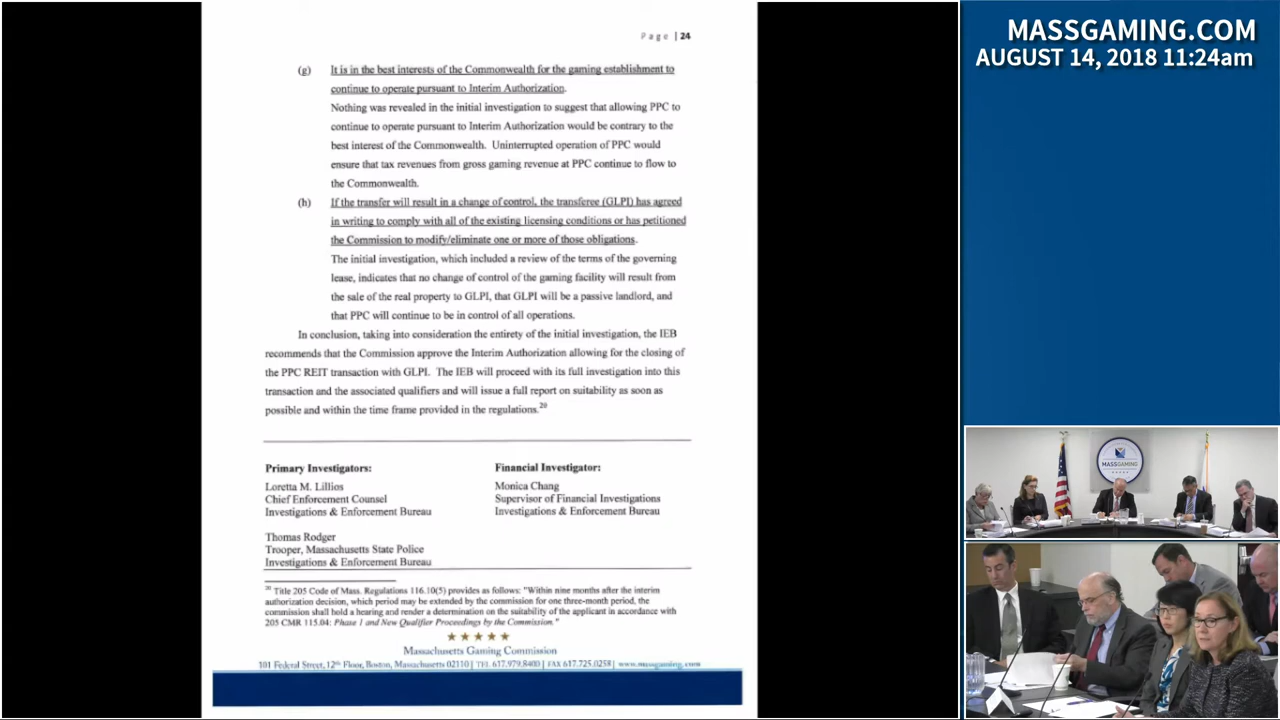 MASSGAMING.COM
AUGUST 14, 2018 11:24am
Page | 24
(g) It is in the best interests of the Commonwealth for the gaming establishment to
continue to operate pursuant to Interim Authorization.
Nothing was revealed in the initial investigation to suggest that allowing PPC to
continue to operate pursuant to Interim Authorization would be contrary to the
best interest of the Commonwealth. Uninterrupted operation of PPC would
ensure that tax revenues from gross gaming revenue at PPC continue to flow to
the Commonwealth.
(h) If the transfer will result in a change of control, the transferee (GLPI) has agreed
in writing to comply with all of the existing licensing conditions or has petitioned
the Commission to modify/eliminate one or more of those obligations.
The initial investigation, which included a review of the terms of the governing
lease, indicates that no change of control of the gaming facility will result from
the sale of the real property to GLPI, that GLPI will be a passive landlord, and
that PPC will continue to be in control of all operations.
In conclusion, taking into consideration the entirety of the initial investigation, the IEB
recommends that the Commission approve the Interim Authorization allowing for the closing of
the PPC REIT transaction with GLPI. The IEB will proceed with its full investigation into this
transaction and the associated qualifiers and will issue a full report on suitability as soon as
possible and within the time frame provided in the regulations.20
Primary Investigators:
Loretta M. Lillios
Chief Enforcement Counsel
Investigations & Enforcement Bureau
Thomas Rodger
Trooper, Massachusetts State Police
Investigations & Enforcement Bureau
Financial Investigator:
Monica Chang
Supervisor of Financial Investigations
Investigations & Enforcement Bureau
20 Title 205 Code of Mass. Regulations 116.10(5) provides as follows: "Within nine months after the interim
authorization decision, which period may be extended by the commission for one three-month period, the
commission shall hold a hearing and render a determination on the suitability of the applicant in accordance with
205 CMR 115.04: Phase 1 and New Qualifier Proceedings by the Commission."
★★★★★
Massachusetts Gaming Commission
101 Federal Street, 12th Floor, Boston, Massachusetts 02110 | TEL 617.979.8400 | FAX 617.725.0258 | www.massgaming.com
MASSGAMING